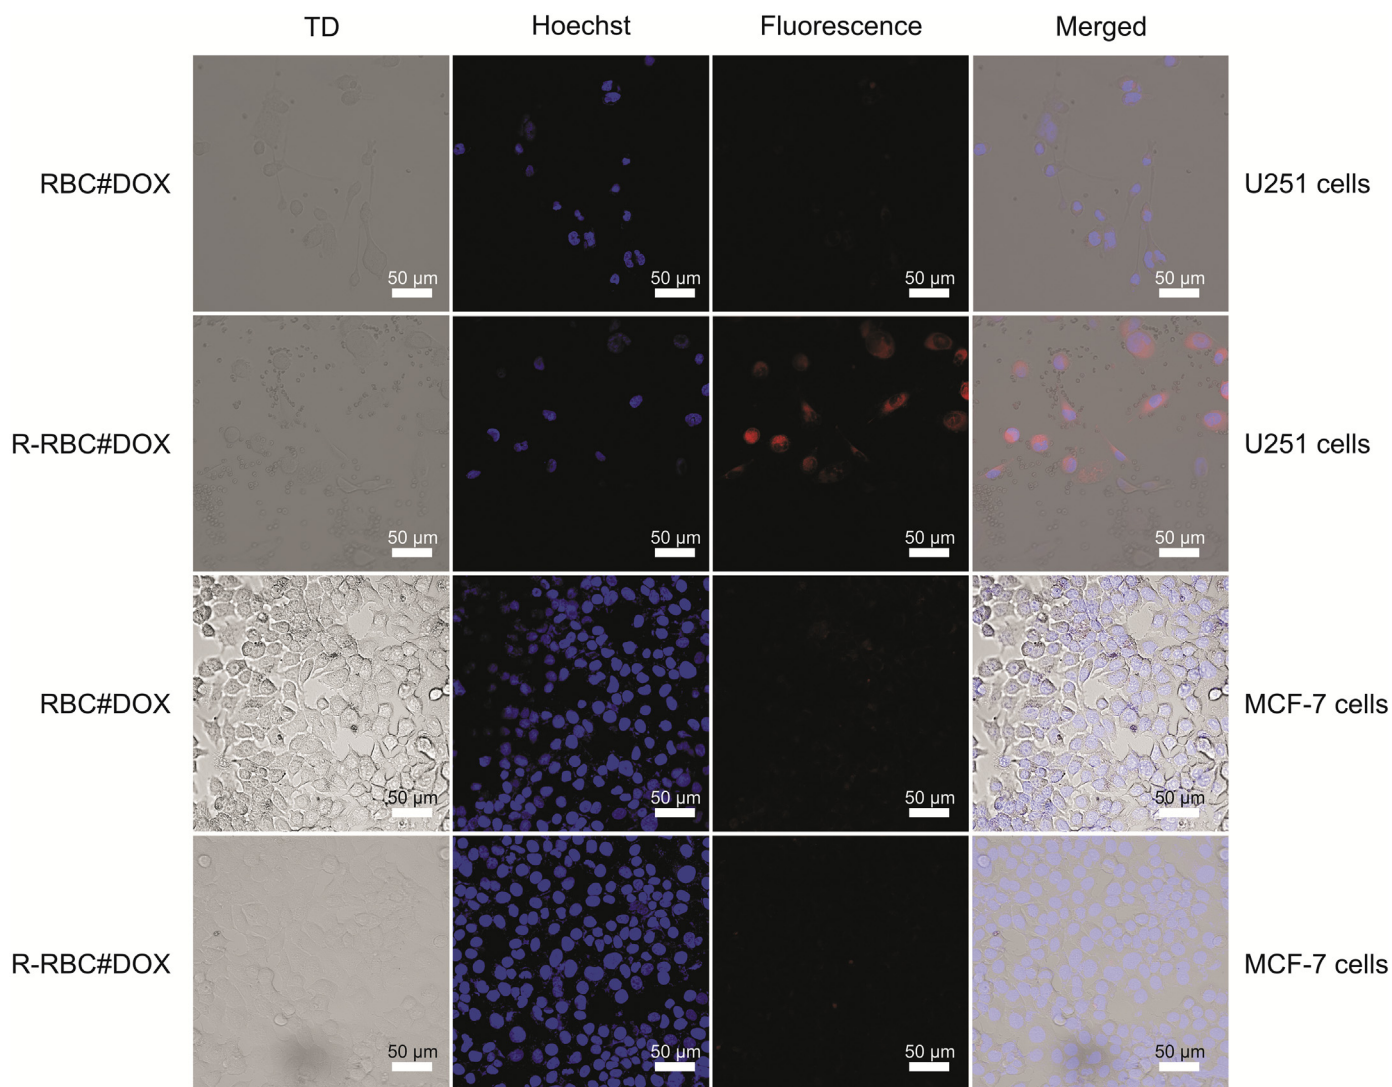 TD Hoechst Fluorescence Merged
RBC#DOX 50 µm 50 µm 50 µm 50 µm U251 cells
R-RBC#DOX 50 µm 50 µm 50 µm 50 µm U251 cells
RBC#DOX 50 µm 50 µm 50 µm 50 µm MCF-7 cells
R-RBC#DOX 50 µm 50 µm 50 µm 50 µm MCF-7 cells